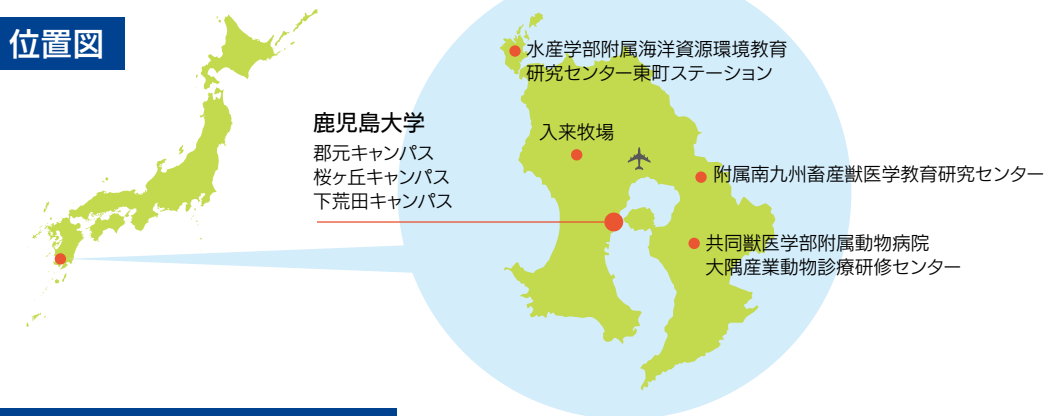 位置図
水産学部附属海洋資源環境教育
研究センター東町ステーション
鹿児島大学
郡元キャンパス
桜ヶ丘キャンパス
下荒田キャンパス
入来牧場
附属南九州畜産獣医学教育研究センター
共同獣医学部附属動物病院
大隅産業動物診療研修センター